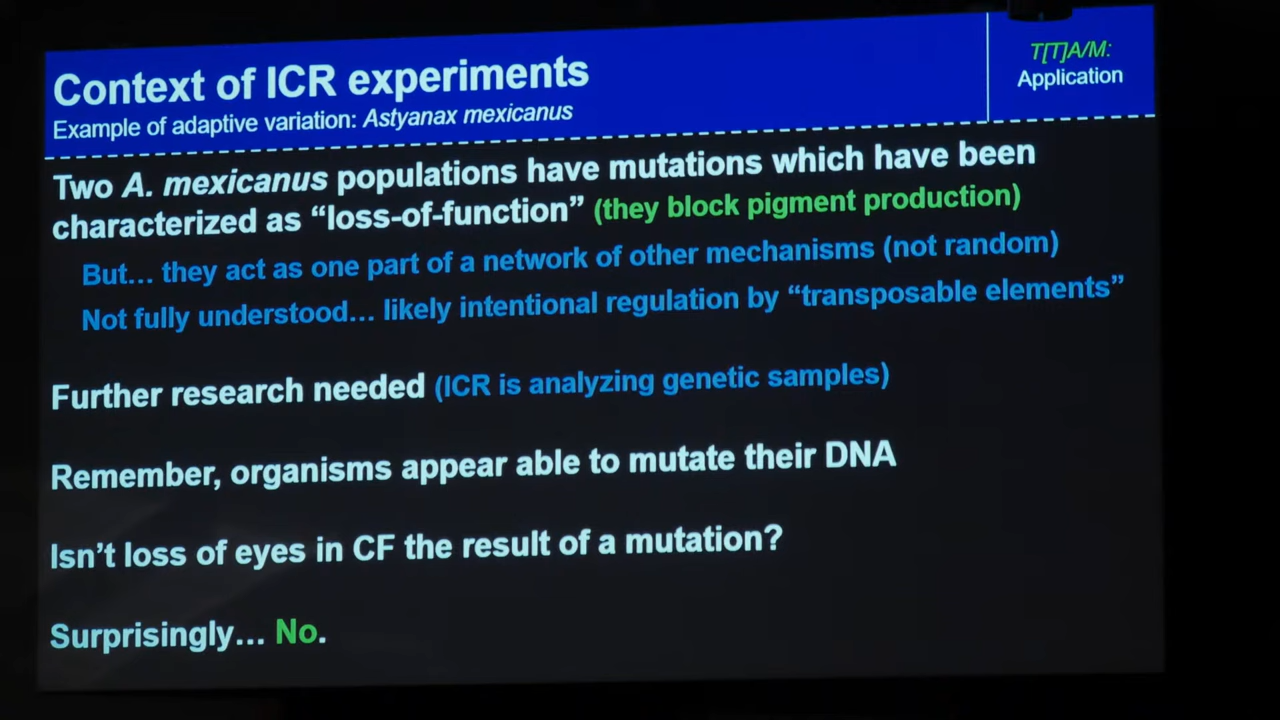 Context of ICR experiments
Example of adaptive variation: Astyanax mexicanus
T[T]A/M:
Application
Two A. mexicanus populations have mutations which have been
characterized as “loss-of-function” (they block pigment production)
But... they act as one part of a network of other mechanisms (not random)
Not fully understood... likely intentional regulation by “transposable elements”
Further research needed (ICR is analyzing genetic samples)
Remember, organisms appear able to mutate their DNA
Isn’t loss of eyes in CF the result of a mutation?
Surprisingly... No.